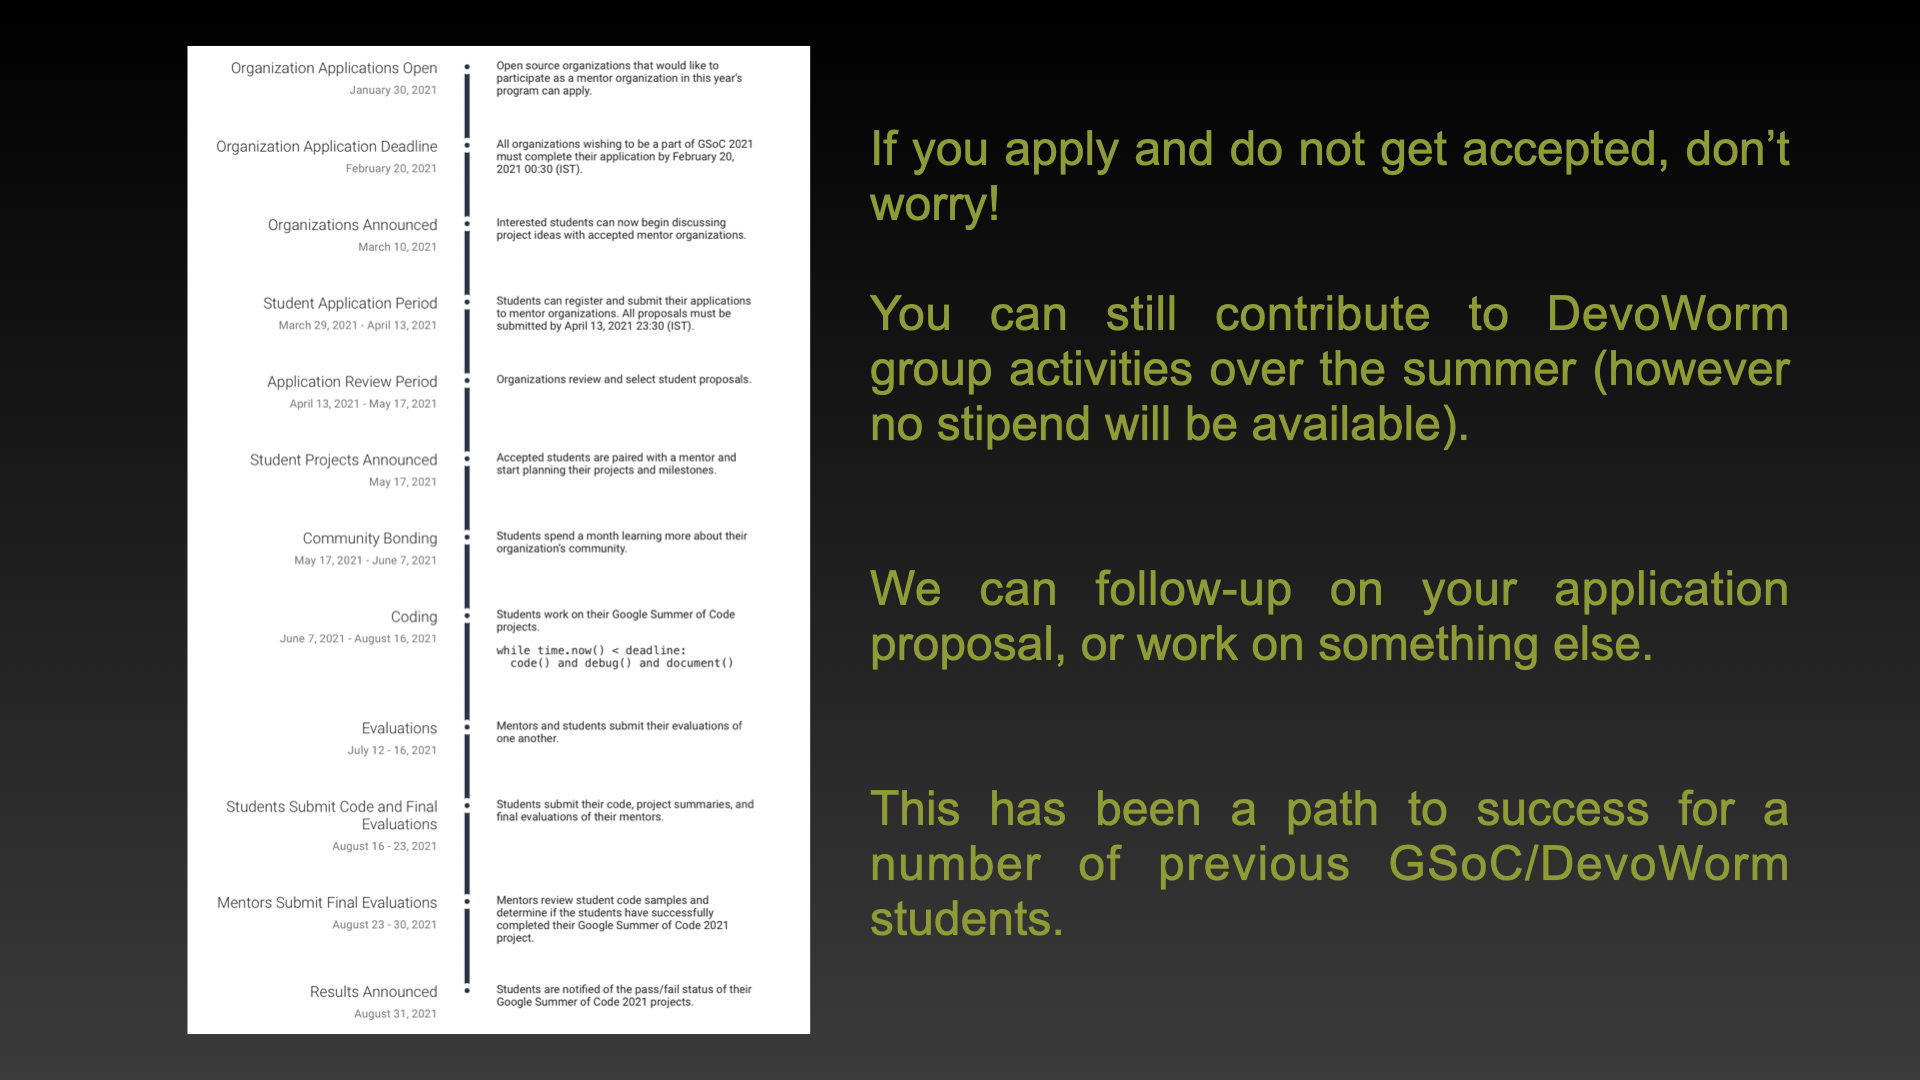 Organization Applications Open
January 30, 2021
Open source organizations that would like to
participate as a mentor organization in this year's
program can apply.
Organization Application Deadline
February 20, 2021
All organizations wishing to be a part of GSoC 2021
must complete their application by February 20,
2021 00:30 (IST).
Organizations Announced
March 10, 2021
Interested students can now begin discussing
project ideas with accepted mentor organizations.
Student Application Period
March 29, 2021 - April 13, 2021
Students can register and submit their applications
to mentor organizations. All proposals must be
submitted by April 13, 2021 23:30 (IST).
Application Review Period
April 13, 2021 - May 17, 2021
Organizations review and select student proposals.
Student Projects Announced
May 17, 2021
Accepted students are paired with a mentor and
start planning their projects and milestones.
Community Bonding
May 17, 2021 - June 7, 2021
Students spend a month learning more about their
organization's community.
Coding
June 7, 2021 - August 16, 2021
Students work on their Google Summer of Code
projects.
while time.now() < deadline:
code() and debug() and document()
Evaluations
July 12 - 16, 2021
Mentors and students submit their evaluations of
one another.
Students Submit Code and Final
Evaluations
August 16 - 23, 2021
Students submit their code, project summaries, and
final evaluations of their mentors.
Mentors Submit Final Evaluations
August 23 - 30, 2021
Mentors review student code samples and
determine if the students have successfully
completed their Google Summer of Code 2021
project.
Results Announced
August 31, 2021
Students are notified of the pass/fail status of their
Google Summer of Code 2021 projects.
If you apply and do not get accepted, don’t
worry!
You can still contribute to DevoWorm
group activities over the summer (however
no stipend will be available).
We can follow-up on your application
proposal, or work on something else.
This has been a path to success for a
number of previous GSoC/DevoWorm
students.